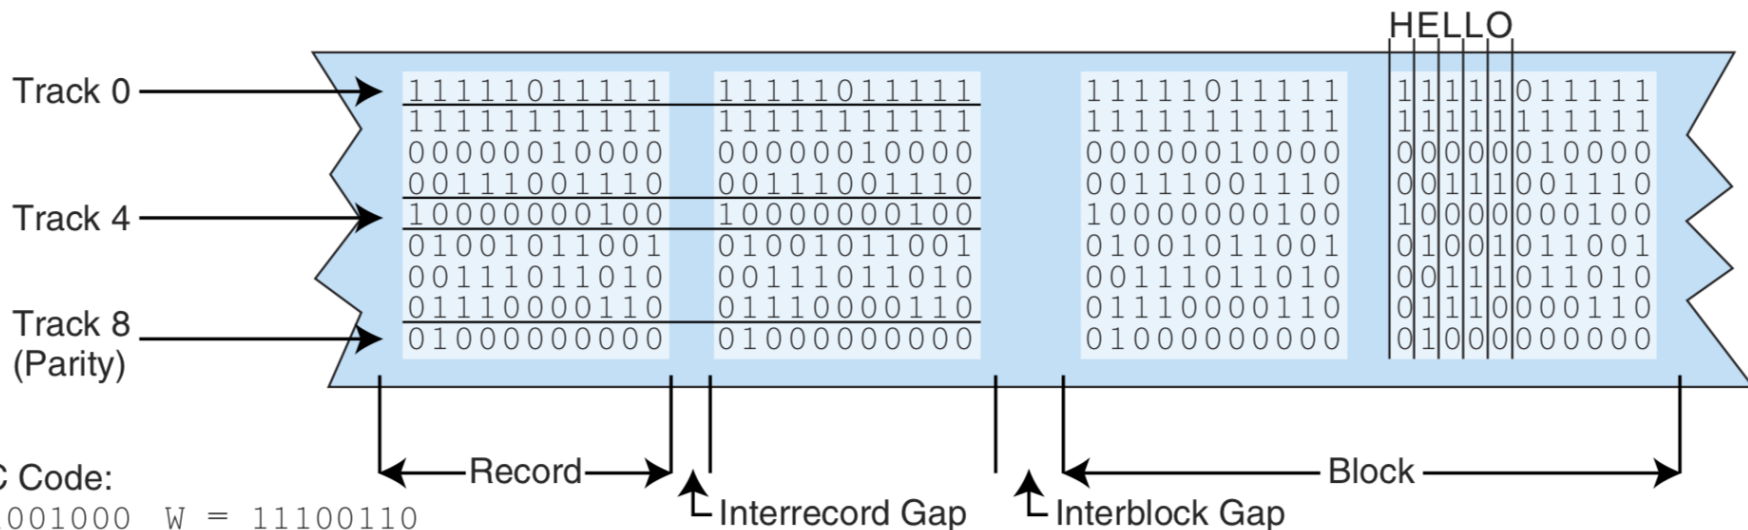 HELLO
Track 0 11111011111 11111011111 11111011111 11111011111
11111111111 11111111111 11111111111 11111111111
00000010000 00000010000 00000010000 00000010000
00111001110 00111001110 00111001110 00111001110
Track 4 10000000100 10000000100 10000000100 10000000100
01001011001 01001011001 01001011001 01001011001
00111011010 00111011010 00111011010 00111011010
01110000110 01110000110 01110000110 01110000110
Track 8 01000000000 01000000000 01000000000 01000000000
(Parity)
Record Block
C Code:
Interrecord Gap Interblock Gap
001000 W = 11100110